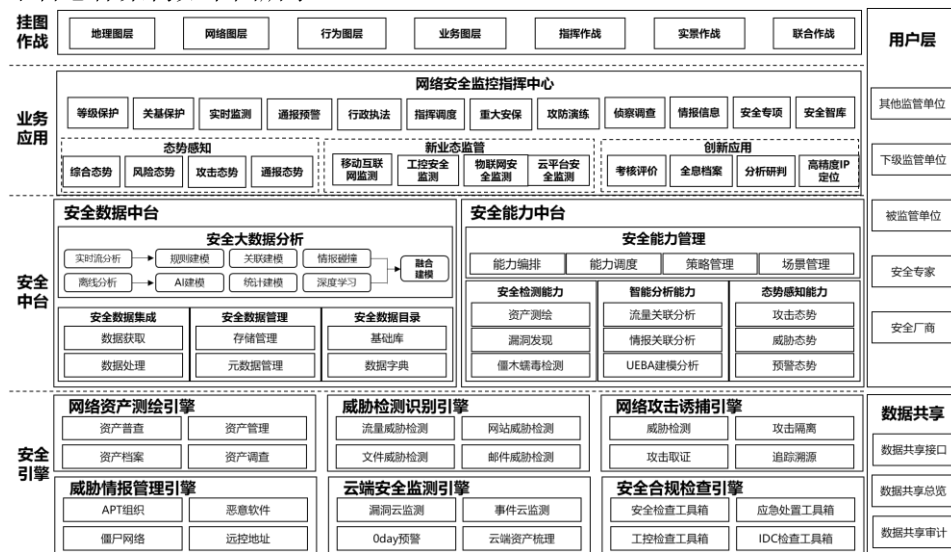 挂图
作战
地理图层 网络图层 行为图层 业务图层 指挥作战 实景作战 联合作战
用户层
其他监管单位
下级监管单位
被监管单位
安全专家
安全厂商
业务
应用
网络安全监控指挥中心
等级保护 关基保护 实时监测 通报预警 行政执法 指挥调度 重大安保 攻防演练 侦察调查 情报信息 安全专项 安全智库
态势感知
综合态势 风险态势 攻击态势 通报态势
新业态监管
移动互联
网监测
工控安全
监测
物联网安
全监测
云平台安
全监测
创新应用
考核评价 全息档案 分析研判
高精度IP
定位
安全
中台
安全数据中台
安全大数据分析
实时流分析 规则建模 关联建模 情报碰撞
离线分析 AI建模 统计建模 深度学习
融合
建模
安全数据集成 安全数据管理 安全数据目录
数据获取 存储管理 基础库
数据处理 元数据管理 数据字典
安全能力中台
安全能力管理
能力编排 能力调度 策略管理 场景管理
安全检测能力 智能分析能力 态势感知能力
资产测绘 流量关联分析 攻击态势
漏洞发现 情报关联分析 威胁态势
僵木蠕毒检测 UEBA建模分析 预警态势
安全
引擎
网络资产测绘引擎
资产普查 资产管理
资产档案 资产调查
威胁检测识别引擎
流量威胁检测 网站威胁检测
文件威胁检测 邮件威胁检测
网络攻击诱捕引擎
威胁检测 攻击隔离
攻击取证 追踪溯源
威胁情报管理引擎
APT组织 恶意软件
僵尸网络 远控地址
云端安全监测引擎
漏洞云监测 事件云监测
0day预警 云端资产梳理
安全合规检查引擎
安全检查工具箱 应急处置工具箱
工控检查工具箱 IDC检查工具箱
数据共享
数据共享接口
数据共享总览
数据共享审计